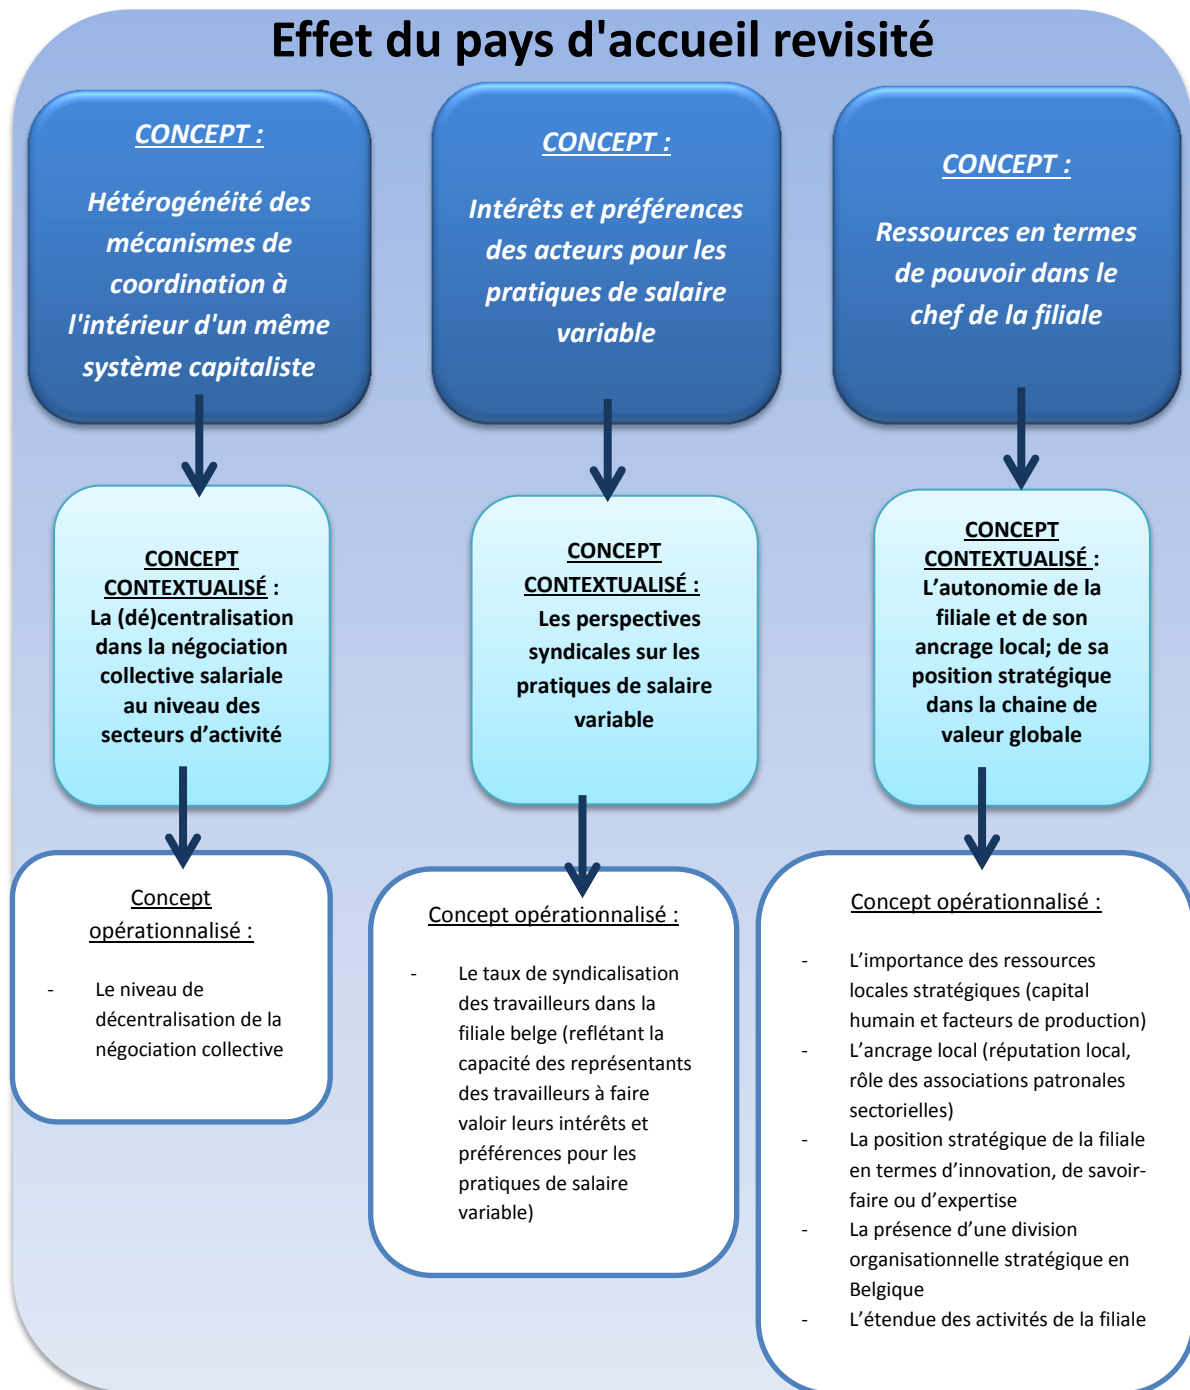 Effet du pays d'accueil revisité
CONCEPT :
Hétérogénéité des
mécanismes de
coordination à
l'intérieur d'un même
système capitaliste
CONCEPT :
Intérêts et préférences
des acteurs pour les
pratiques de salaire
variable
CONCEPT :
Ressources en termes
de pouvoir dans le
chef de la filiale
CONCEPT
CONTEXTUALISÉ :
La (dé)centralisation
dans la négociation
collective salariale
au niveau des
secteurs d'activité
CONCEPT
CONTEXTUALISÉ :
Les perspectives
syndicales sur les
pratiques de salaire
variable
CONCEPT
CONTEXTUALISÉ :
L'autonomie de la
filiale et de son
ancrage local; de sa
position stratégique
dans la chaine de
valeur globale
Concept
opérationnalisé :
- Le niveau de
décentralisation de la
négociation collective
Concept opérationnalisé :
- Le taux de syndicalisation
des travailleurs dans la
filiale belge (reflétant la
capacité des représentants
des travailleurs à faire
valoir leurs intérêts et
préférences pour les
pratiques de salaire
variable)
Concept opérationnalisé :
- L'importance des ressources
locales stratégiques (capital
humain et facteurs de production)
- L'ancrage local (réputation local,
rôle des associations patronales
sectorielles)
- La position stratégique de la filiale
en termes d'innovation, de savoir-
faire ou d'expertise
- La présence d'une division
organisationnelle stratégique en
Belgique
- L'étendue des activités de la filiale